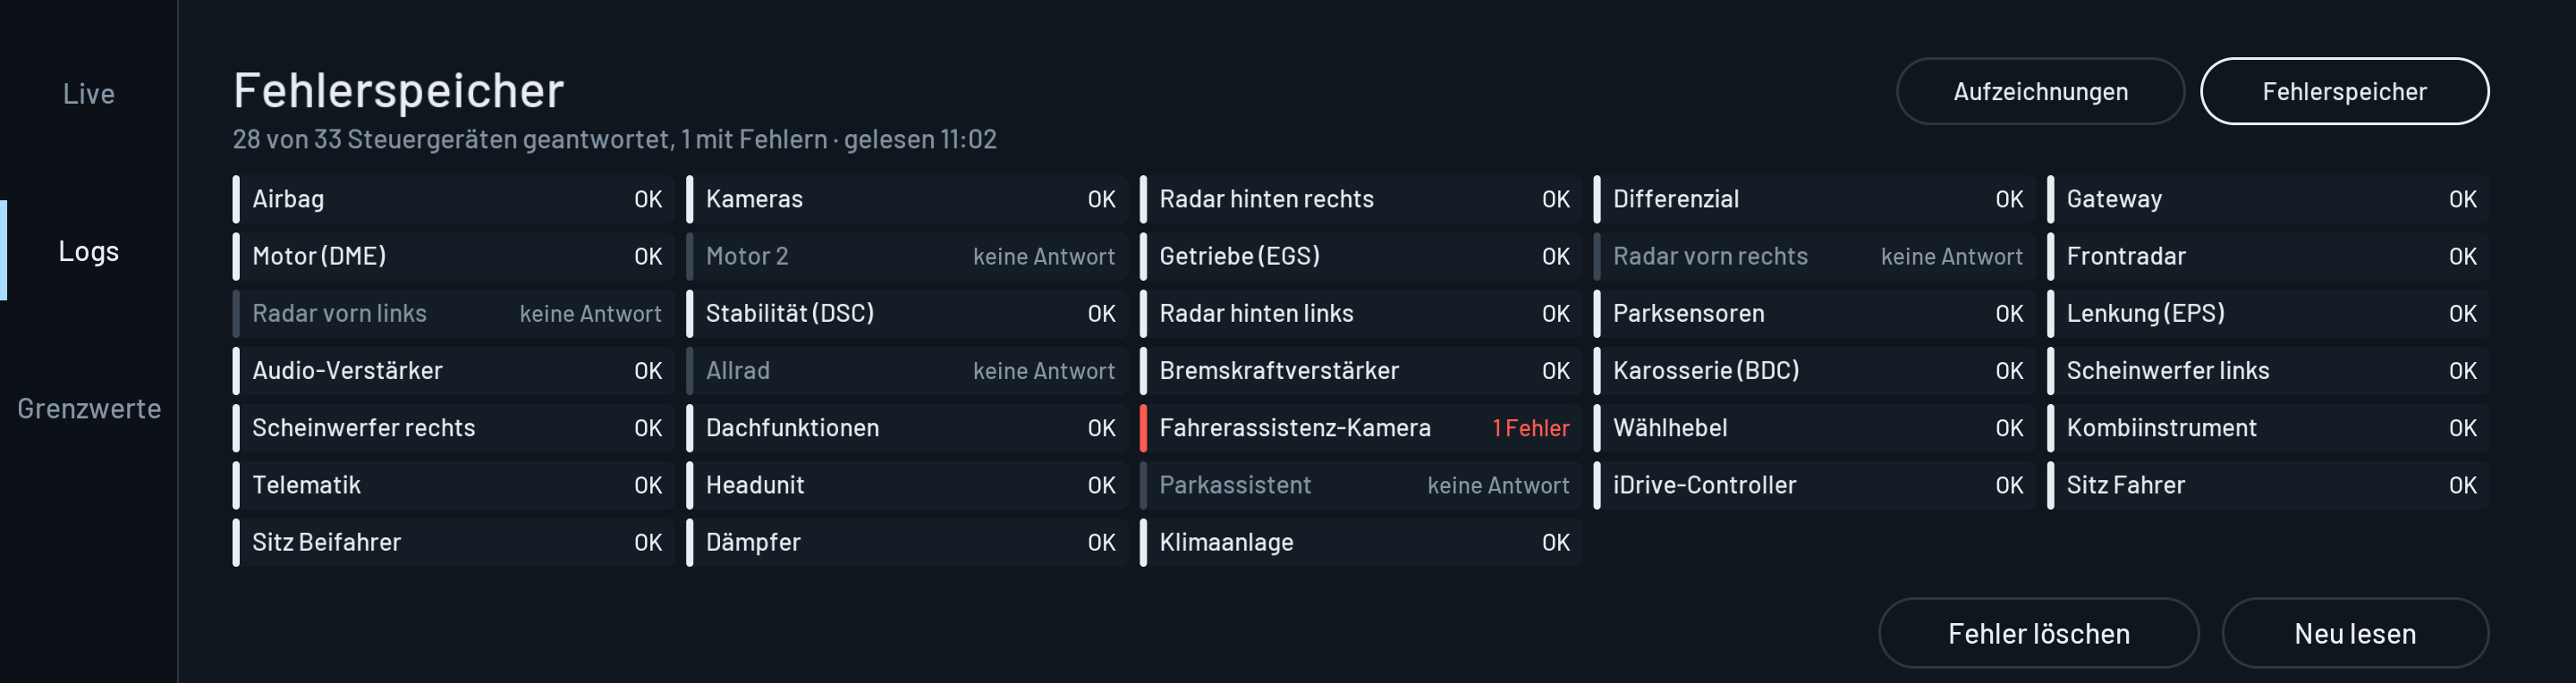 Live
Logs
Grenzwerte
Fehlerspeicher
28 von 33 Steuergeräten geantwortet, 1 mit Fehlern · gelesen 11:02
Aufzeichnungen
Fehlerspeicher
Airbag OK
Kameras OK
Radar hinten rechts OK
Differenzial OK
Gateway OK
Motor (DME) OK
Motor 2 keine Antwort
Getriebe (EGS) OK
Radar vorn rechts keine Antwort
Frontradar OK
Radar vorn links keine Antwort
Stabilität (DSC) OK
Radar hinten links OK
Parksensoren OK
Lenkung (EPS) OK
Audio-Verstärker OK
Allrad keine Antwort
Bremskraftverstärker OK
Karosserie (BDC) OK
Scheinwerfer links OK
Scheinwerfer rechts OK
Dachfunktionen OK
Fahrerassistenz-Kamera 1 Fehler
Wählhebel OK
Kombiinstrument OK
Telematik OK
Headunit OK
Parkassistent keine Antwort
iDrive-Controller OK
Sitz Fahrer OK
Sitz Beifahrer OK
Dämpfer OK
Klimaanlage OK
Fehler löschen
Neu lesen